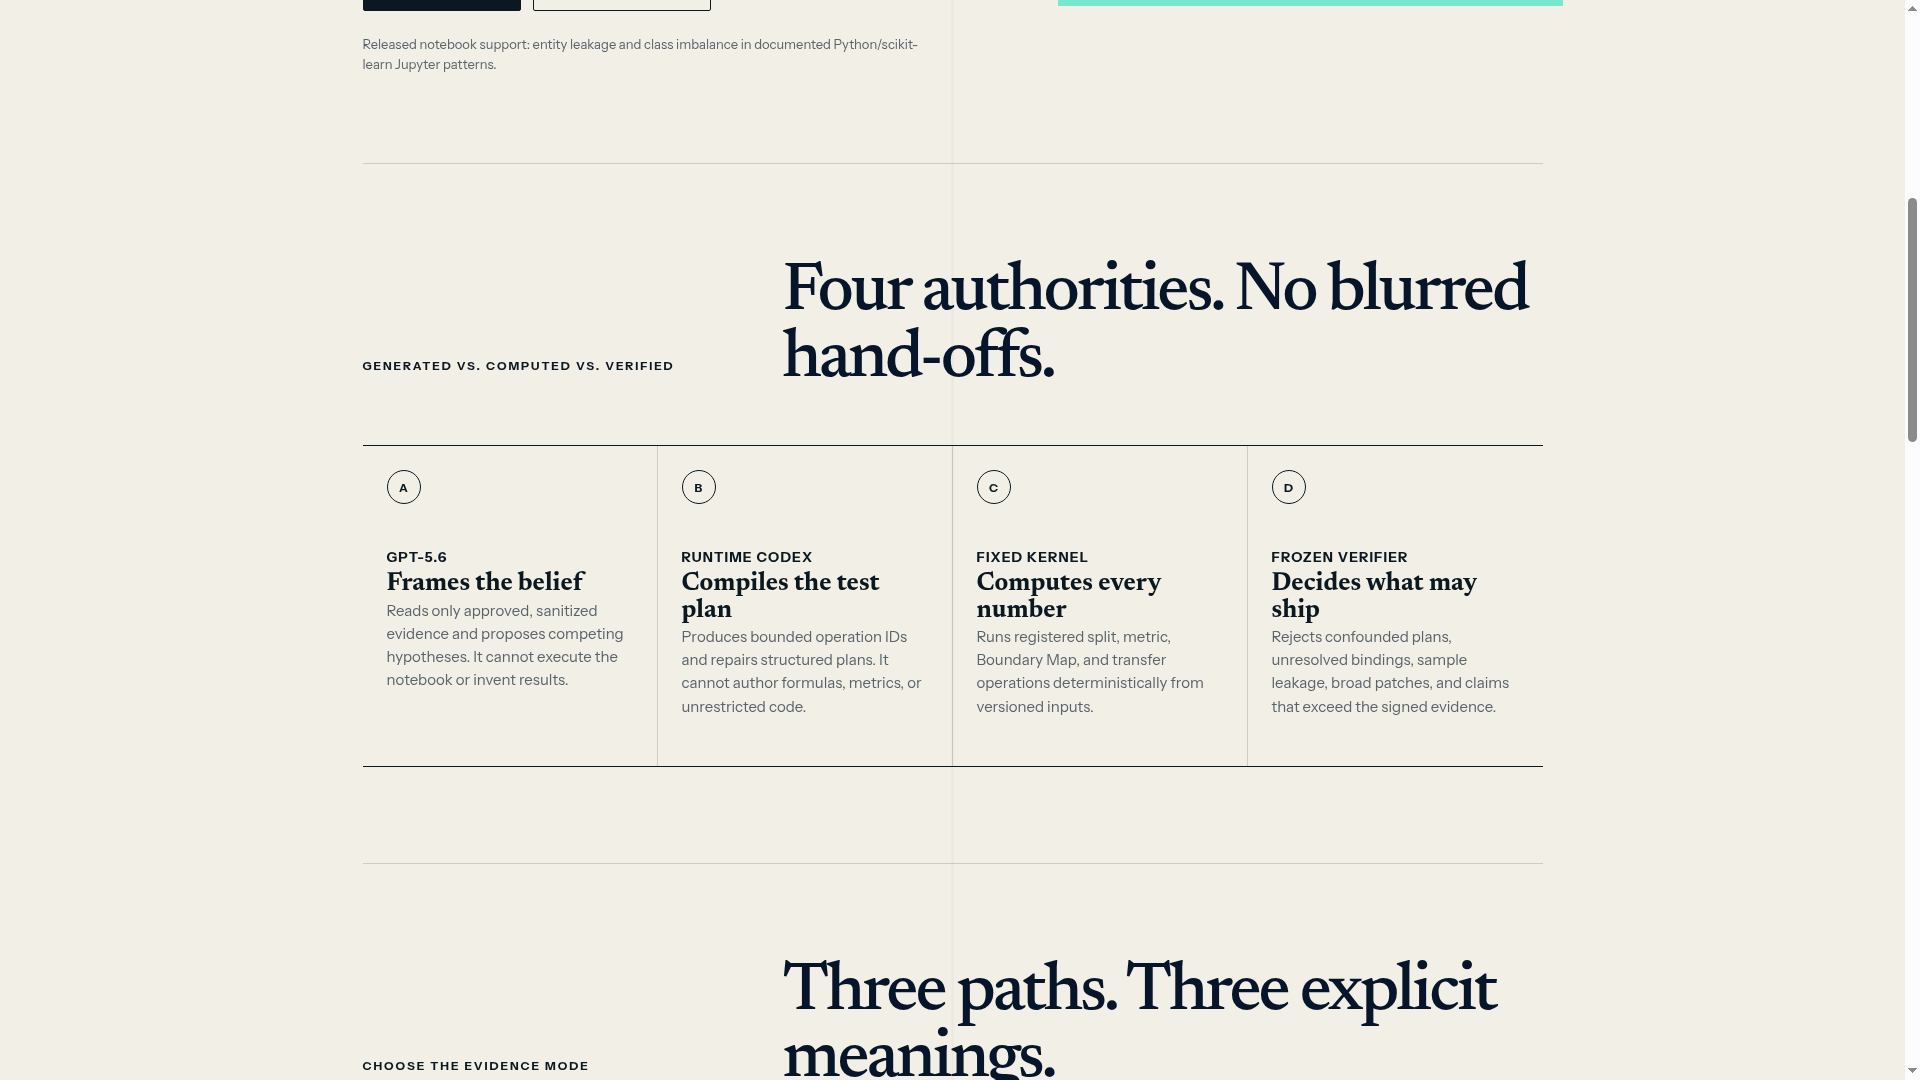 Released notebook support: entity leakage and class imbalance in documented Python/scikit-
learn Jupyter patterns.
GENERATED VS. COMPUTED VS. VERIFIED
Four authorities. No blurred
hand-offs.
A
GPT-5.6
Frames the belief
Reads only approved, sanitized
evidence and proposes competing
hypotheses. It cannot execute the
notebook or invent results.
B
RUNTIME CODEX
Compiles the test
plan
Produces bounded operation IDs
and repairs structured plans. It
cannot author formulas, metrics, or
unrestricted code.
C
FIXED KERNEL
Computes every
number
Runs registered split, metric,
Boundary Map, and transfer
operations deterministically from
versioned inputs.
D
FROZEN VERIFIER
Decides what may
ship
Rejects confounded plans,
unresolved bindings, sample
leakage, broad patches, and claims
that exceed the signed evidence.
CHOOSE THE EVIDENCE MODE
Three paths. Three explicit
meanings.